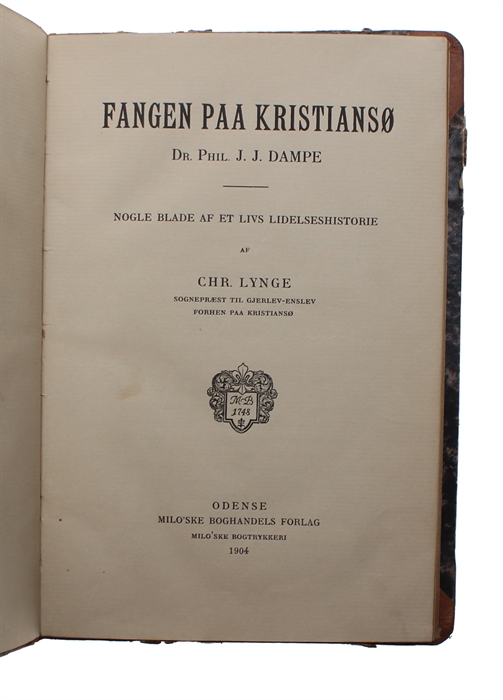 FANGEN PAA KRISTIANSØ
DR. PHIL. J. J. DAMPE
NOGLE BLADE AF ET LIVS LIDELSESHISTORIE
AF
CHR. LYNGE
SOGNEPRÆST TIL GJERLEV-ENSLEV
FORHEN PAA KRISTIANSØ
M-B
1748
ODENSE
MILO'SKE BOGHANDELS FORLAG
MILO'SKE BOGTRYKKERI
1904